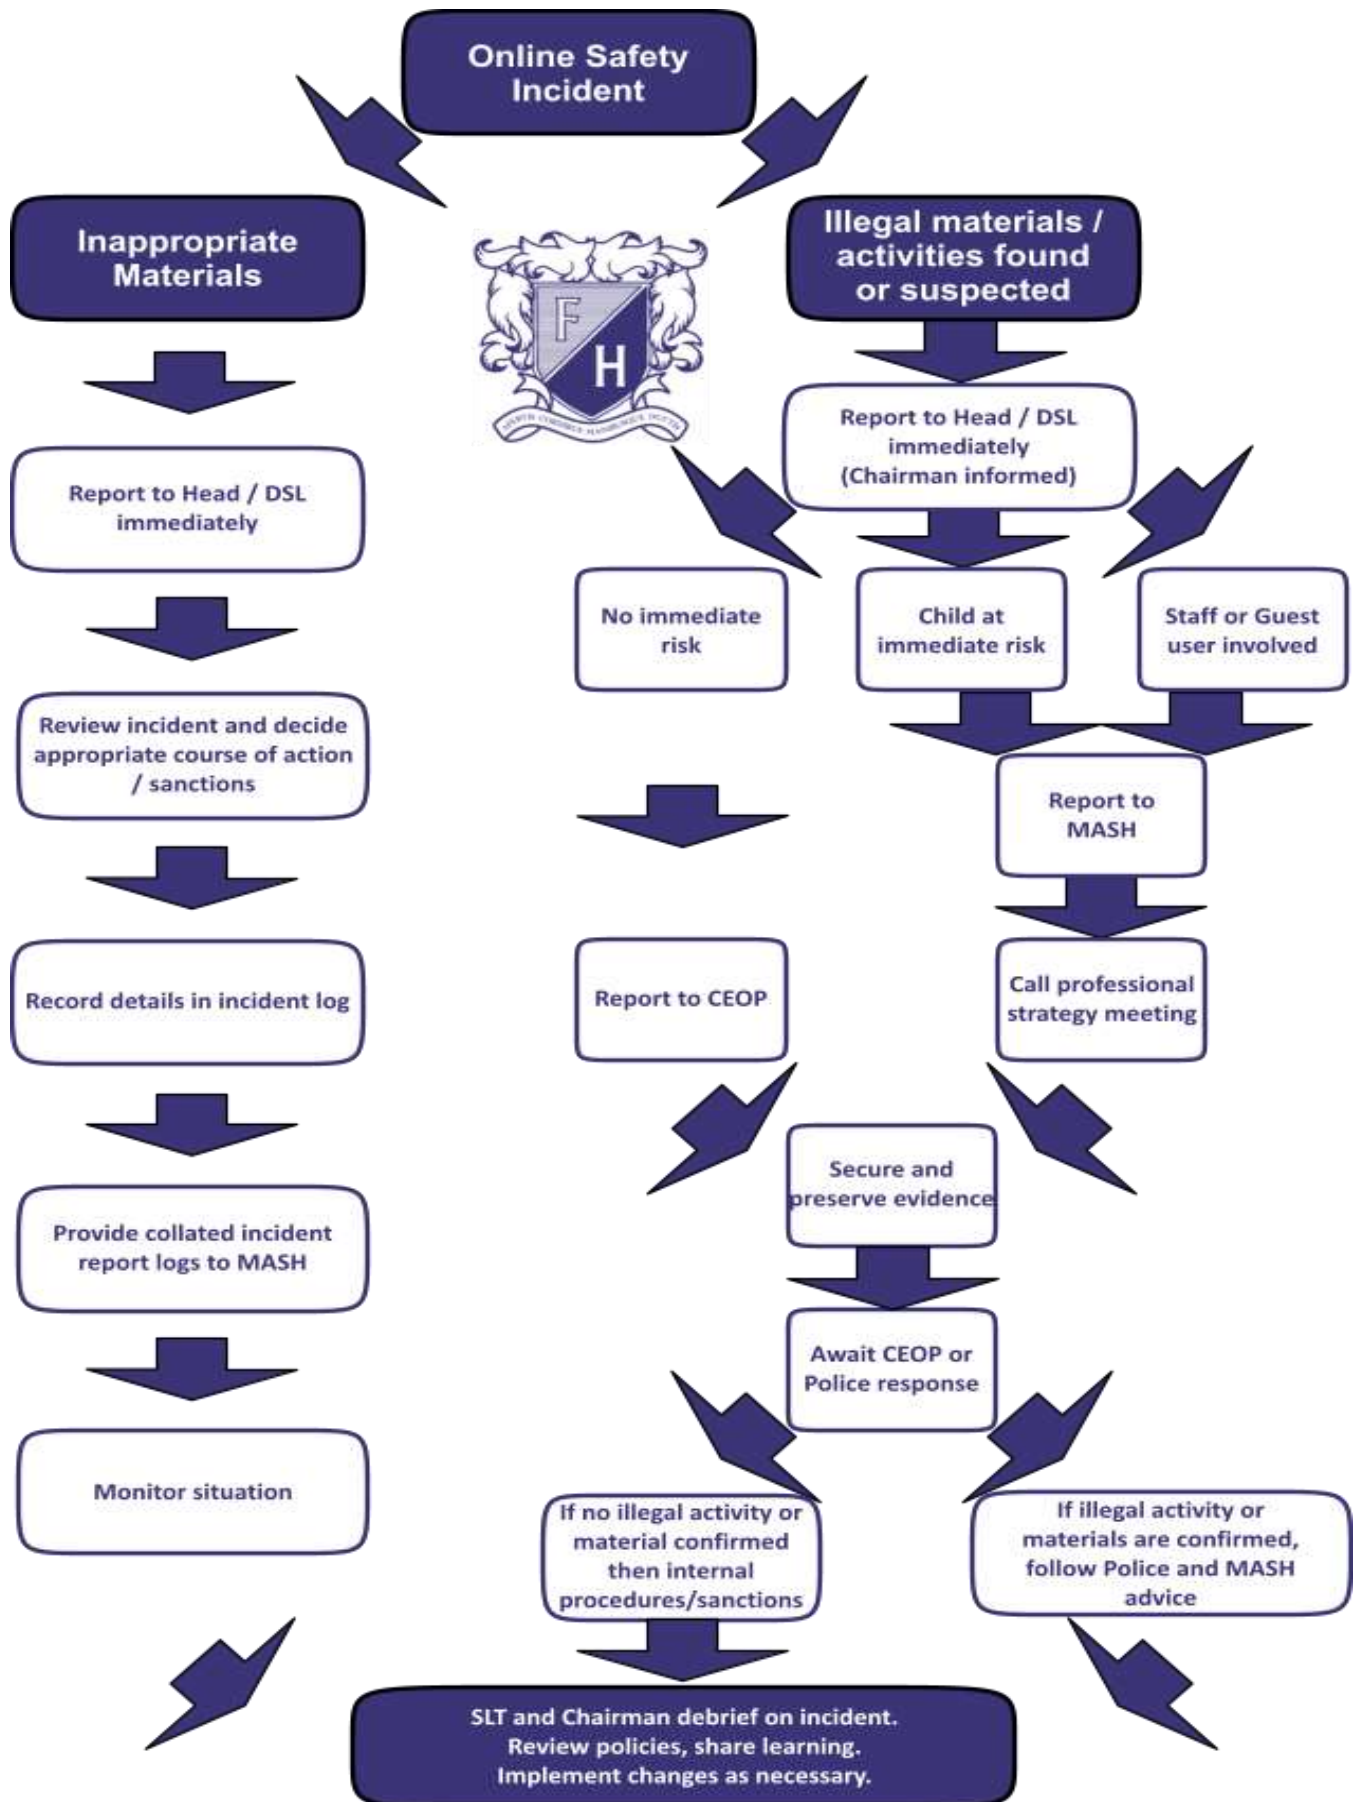 Online Safety
Incident
Inappropriate
Materials
Illegal materials /
activities found
or suspected
F
H
Report to Head / DSL
immediately
(Chairman informed)
Report to Head / DSL
immediately
No immediate
risk
Child at
immediate risk
Staff or Guest
user involved
Review incident and decide
appropriate course of action
/ sanctions
Report to
MASH
Record details in incident log
Report to CEOP
Call professional
strategy meeting
Provide collated incident
report logs to MASH
Secure and
preserve evidence
Await CEOP or
Police response
Monitor situation
If no illegal activity or
material confirmed
then internal
procedures/sanctions
If illegal activity or
materials are confirmed,
follow Police and MASH
advice
SLT and Chairman debrief on incident.
Review policies, share learning.
Implement changes as necessary.